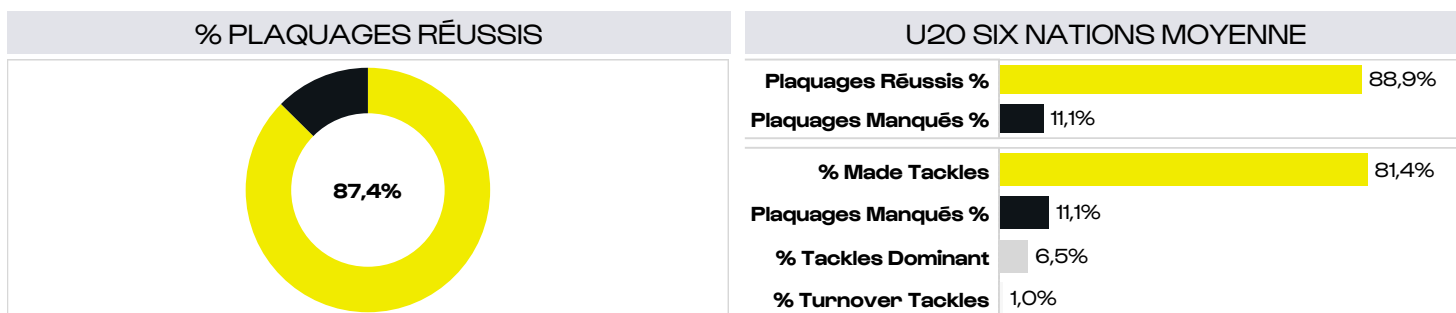 % PLAQUAGES RÉUSSIS
87,4%
U20 SIX NATIONS MOYENNE
Plaquages Réussis % 88,9%
Plaquages Manqués % 11,1%
% Made Tackles 81,4%
Plaquages Manqués % 11,1%
% Tackles Dominant 6,5%
% Turnover Tackles 1,0%